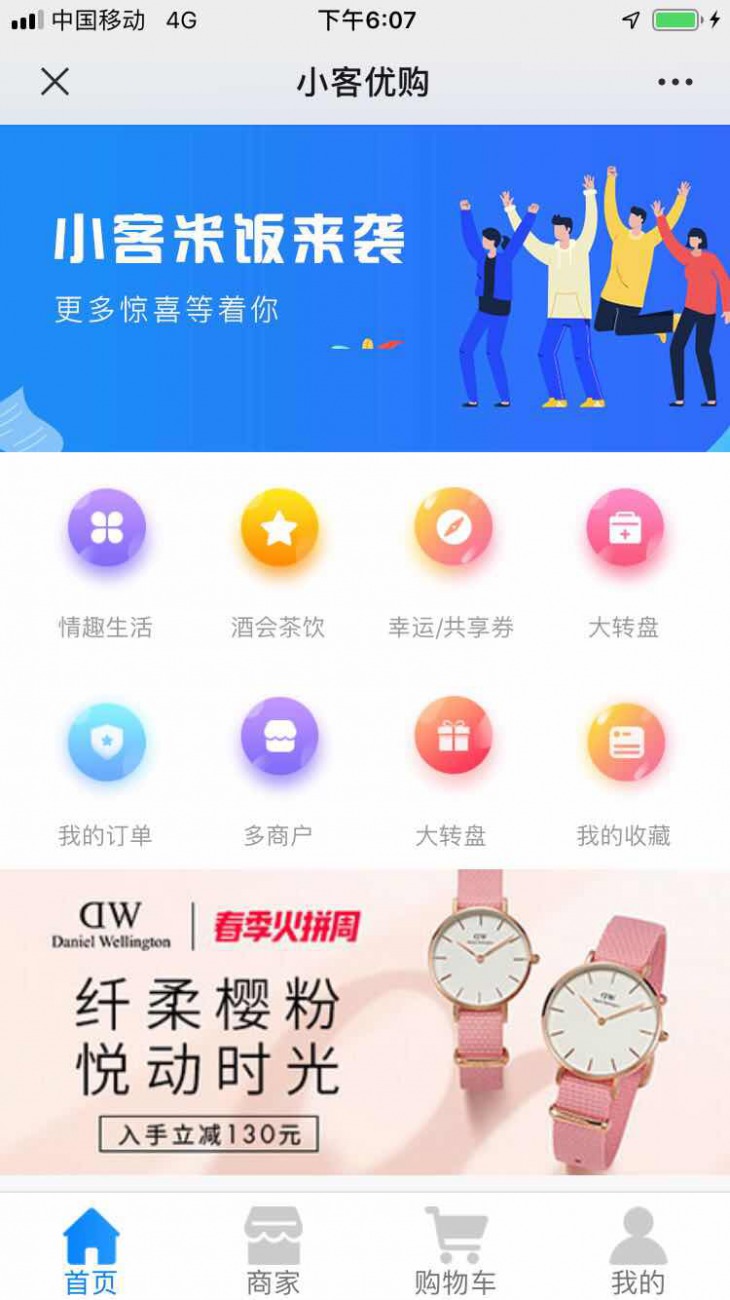 中国移动 4G 下午6:07
小客优购
小客米饭来袭
更多惊喜等着你
情趣生活 酒会茶饮 幸运/共享券 大转盘
我的订单 多商户 大转盘 我的收藏
DW
Daniel Wellington 春季火拼周
纤柔樱粉
悦动时光
入手立减130元
首页 商家 购物车 我的